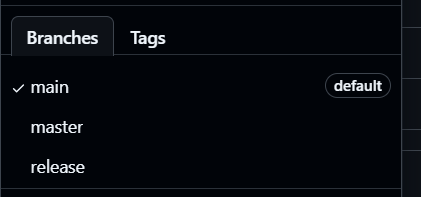 Branches Tags
main default
master
release